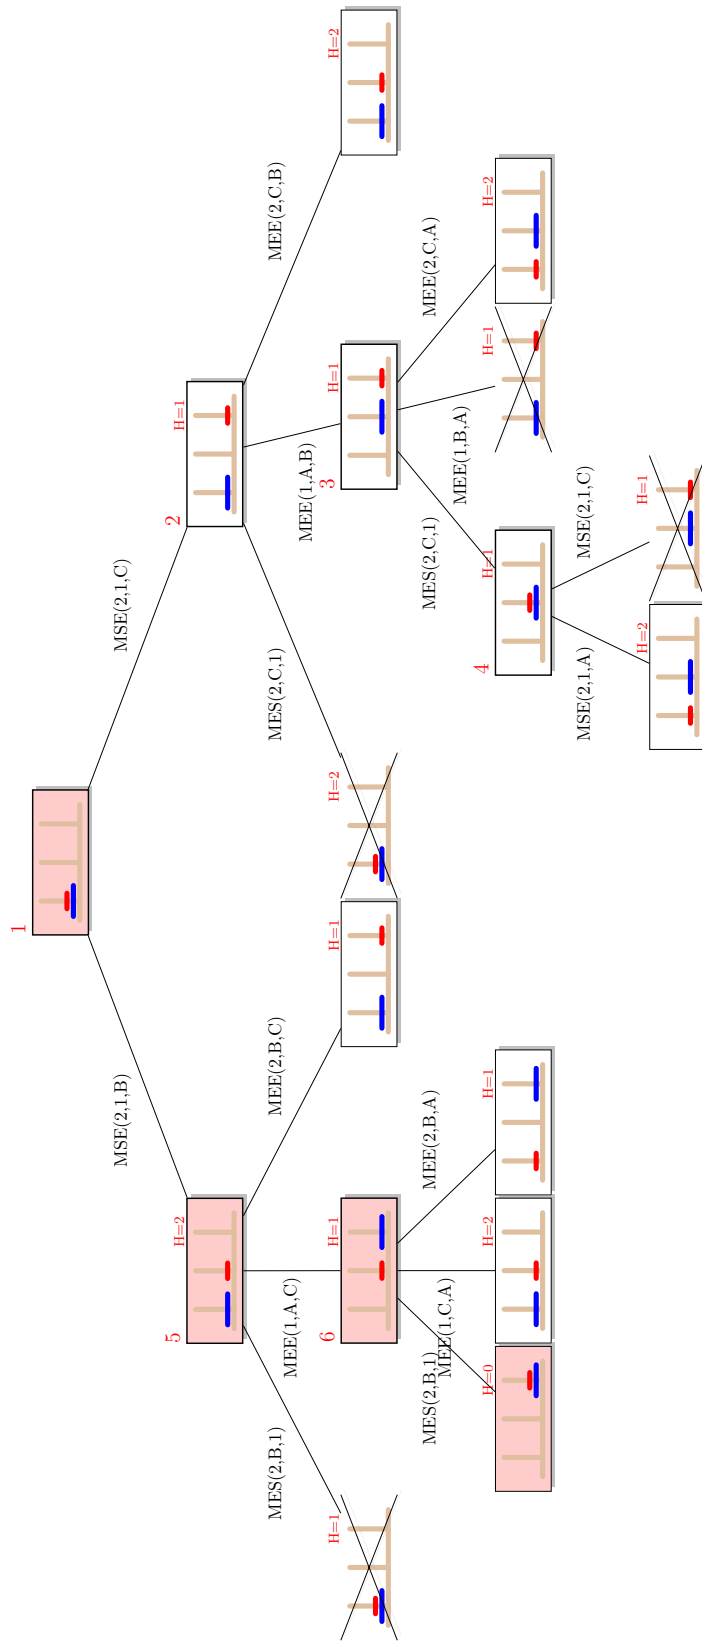 1
MSE(2,1,B)
MSE(2,1,C)
5
H=2
2
H=1
MES(2,B,1)
MEE(1,A,C)
MEE(2,B,C)
MES(2,C,1)
MEE(1,A,B)
MEE(2,C,B)
H=1
6
H=1
H=1
H=2
3
H=1
H=2
MES(2,B,1)
MEE(1,C,A)
MEE(2,B,A)
MES(2,C,1)
MEE(1,B,A)
MEE(2,C,A)
H=0
H=2
H=1
4
H=1
H=1
H=2
MSE(2,1,A)
MSE(2,1,C)
H=2
H=1